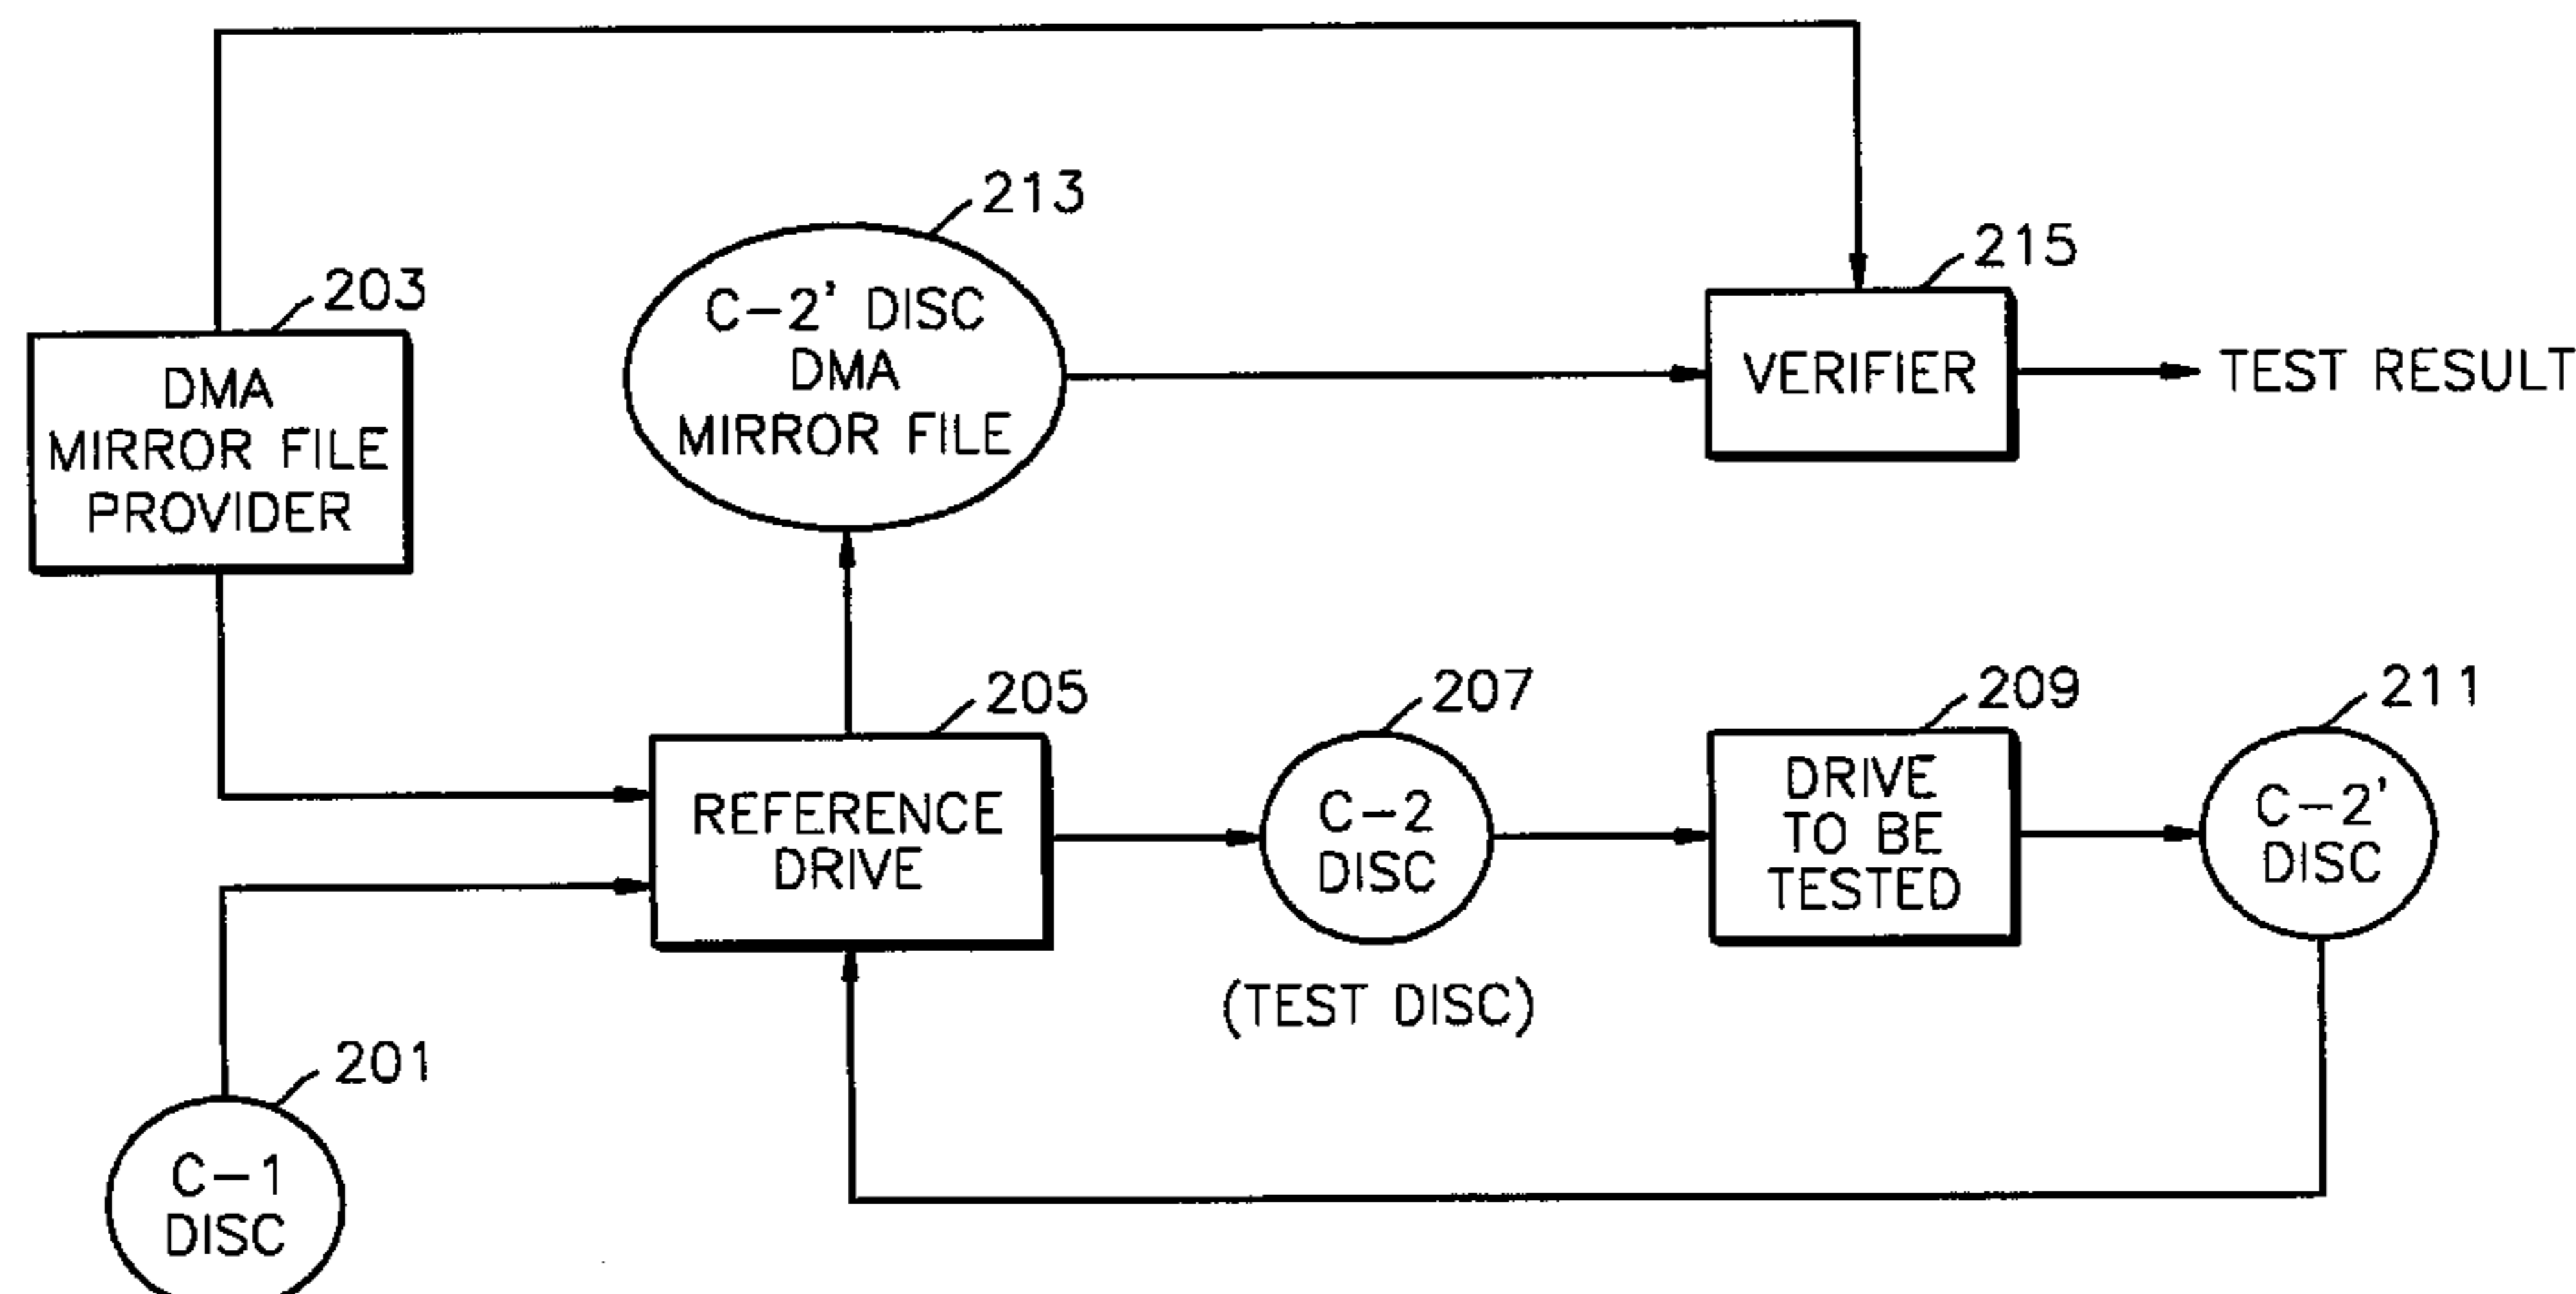 213
C-2' DISC
DMA
MIRROR FILE
215
VERIFIER
TEST RESULT
203
DMA
MIRROR FILE
PROVIDER
205
REFERENCE
DRIVE
207
C-2
DISC
(TEST DISC)
209
DRIVE
TO BE
TESTED
211
C-2'
DISC
201
C-1
DISC